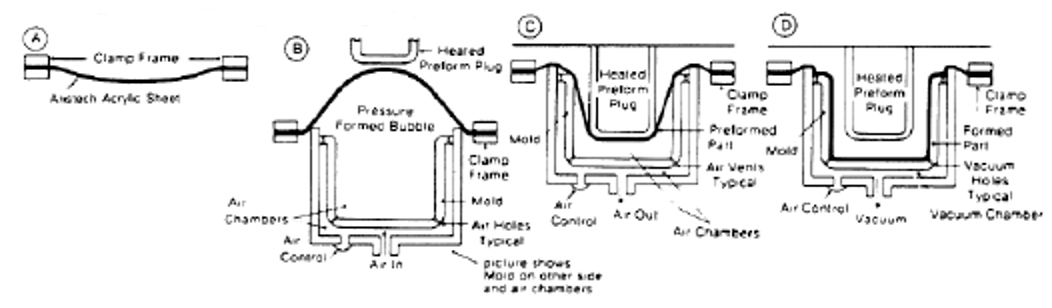 A
Clamp Frame
Aristech Acrylic Sheet
B
Heated
Preform Plug
Pressure
Formed Bubble
Clamp
Frame
Air
Chambers
Mold
Air Holes
Typical
Air
Control
Air In
picture shows
Mold on other side
and air chambers
C
Heated
Preform
Plug
Clamp
Frame
Mold
Preformed
Part
Air Vents
Typical
Air
Control
Air Out
Air Chambers
D
Heated
Preform
Plug
Clamp
Frame
Mold
Formed
Part
Vacuum
Holes
Typical
Air Control
Vacuum
Vacuum Chamber